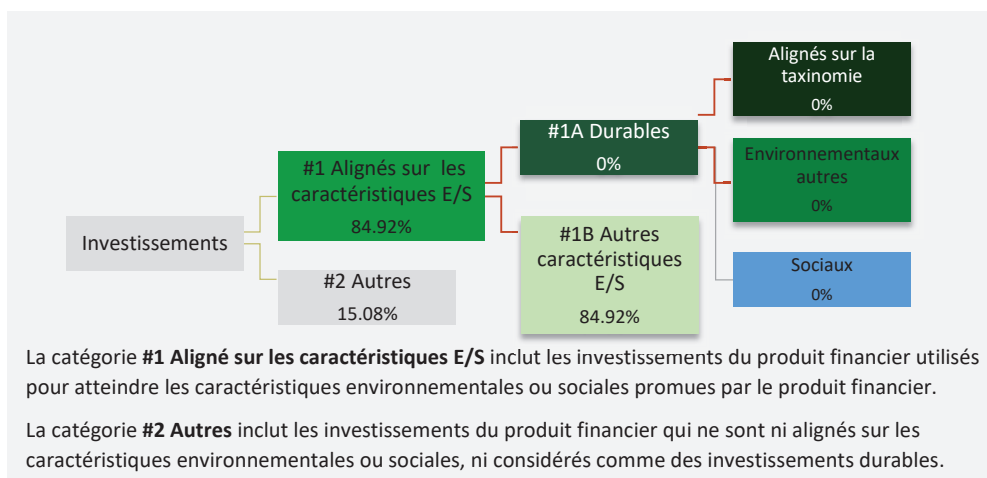 Investissements
#1 Alignés sur les
caractéristiques E/S
84.92%
#2 Autres
15.08%
#1A Durables
0%
#1B Autres
caractéristiques
E/S
84.92%
Alignés sur la
taxinomie
0%
Environnementaux
autres
0%
Sociaux
0%
La catégorie #1 Aligné sur les caractéristiques E/S inclut les investissements du produit financier utilisés
pour atteindre les caractéristiques environnementales ou sociales promues par le produit financier.
La catégorie #2 Autres inclut les investissements du produit financier qui ne sont ni alignés sur les
caractéristiques environnementales ou sociales, ni considérés comme des investissements durables.